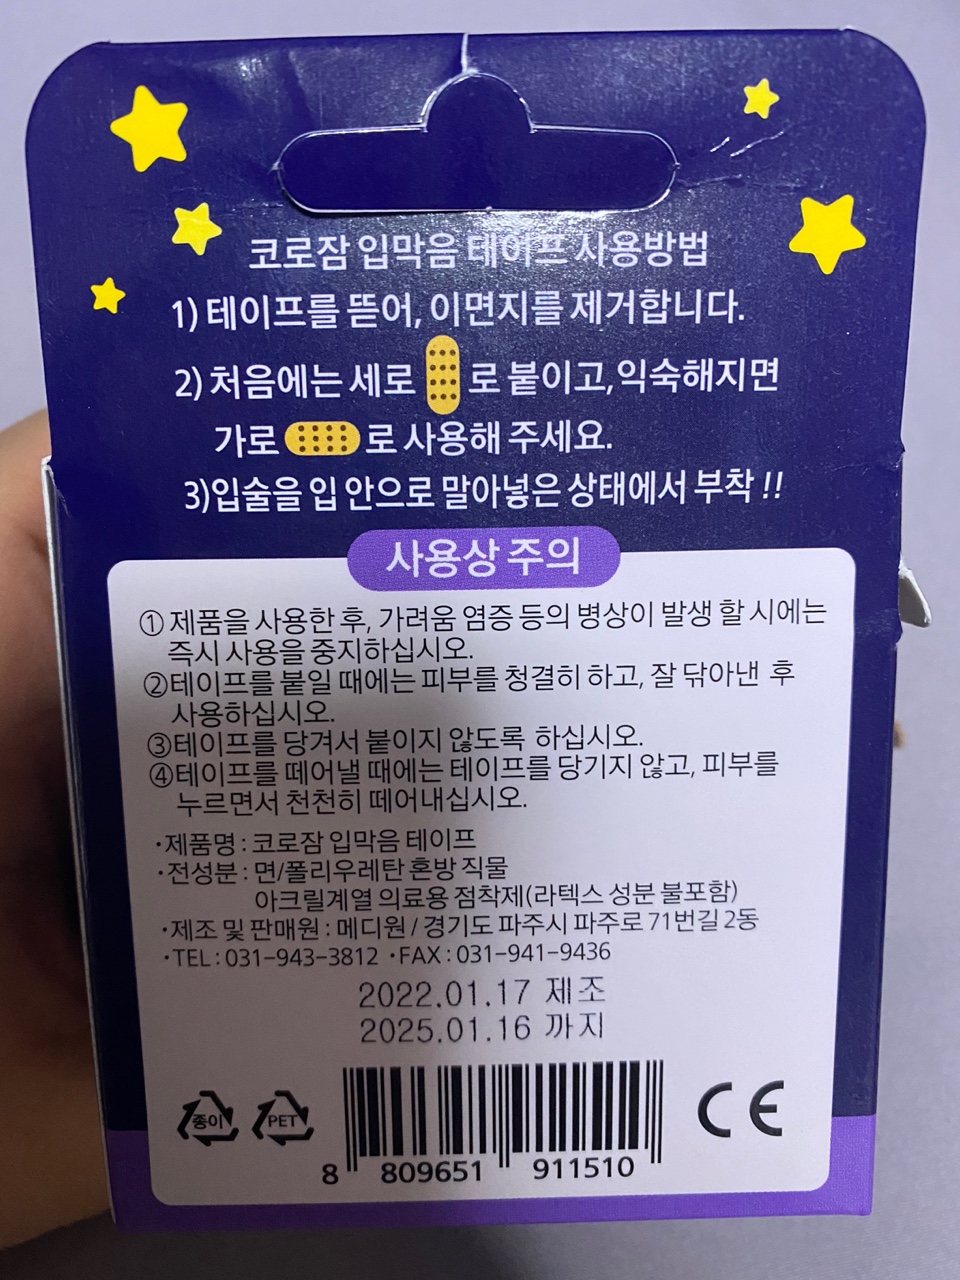 코로잠 입막음 테이프 사용방법
1) 테이프를 뜯어, 이면지를 제거합니다.
2) 처음에는 세로 로 붙이고, 익숙해지면
가로 로 사용해 주세요.
3)입술을 입 안으로 말아넣은 상태에서 부착 !!
사용상 주의
① 제품을 사용한 후, 가려움 염증 등의 병상이 발생 할 시에는
즉시 사용을 중지하십시오.
②테이프를 붙일 때에는 피부를 청결히 하고, 잘 닦아낸 후
사용하십시오.
③테이프를 당겨서 붙이지 않도록 하십시오.
④테이프를 떼어낼 때에는 테이프를 당기지 않고, 피부를
누르면서 천천히 떼어내십시오.
·제품명 : 코로잠 입막음 테이프
·전성분 : 면/폴리우레탄 혼방 직물
아크릴계열 의료용 점착제(라텍스 성분 불포함)
·제조 및 판매원 : 메디원 / 경기도 파주시 파주로 71번길 2동
·TEL : 031-943-3812 ·FAX : 031-941-9436
2022.01.17 제조
2025.01.16 까지
종이 PET CE
8 809651 911510